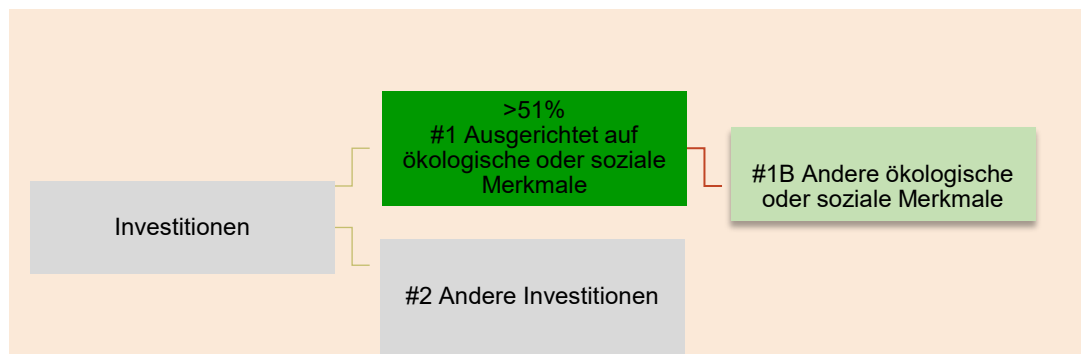 >51%
#1 Ausgerichtet auf
ökologische oder soziale
Merkmale
#1B Andere ökologische
oder soziale Merkmale
Investitionen
#2 Andere Investitionen